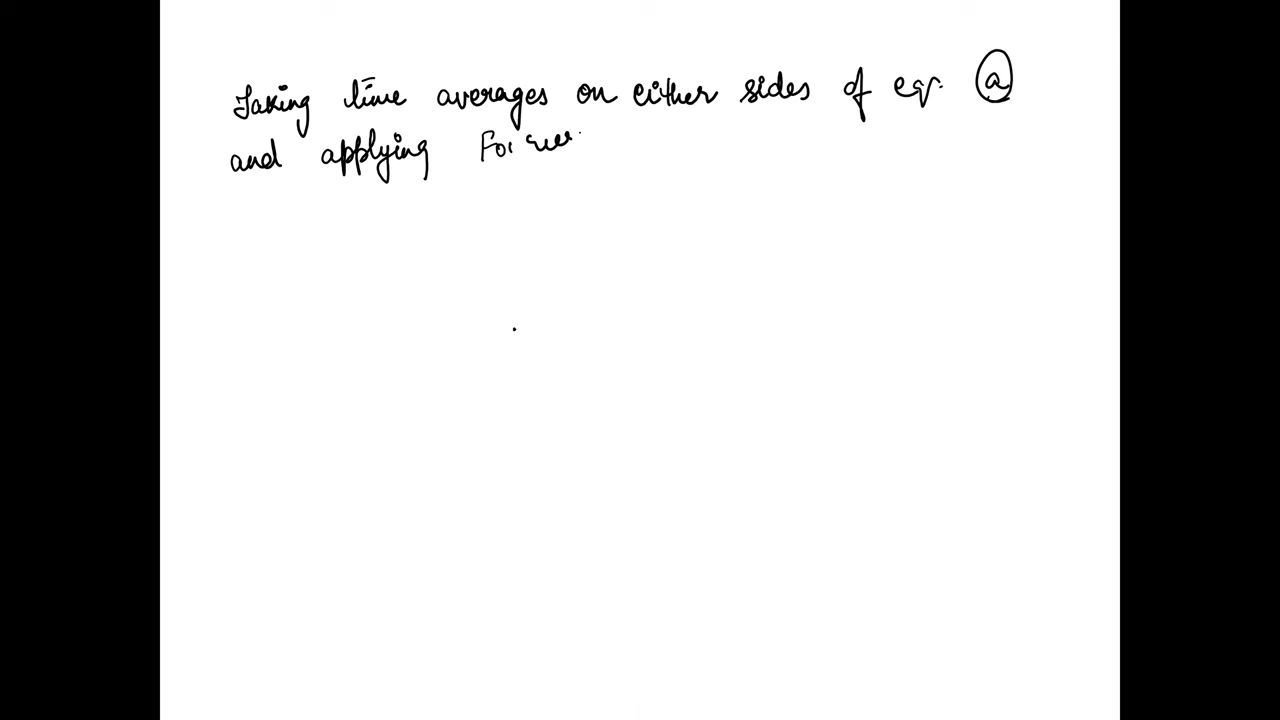 Taking time averages on either sides of eq. ⓐ
and applying